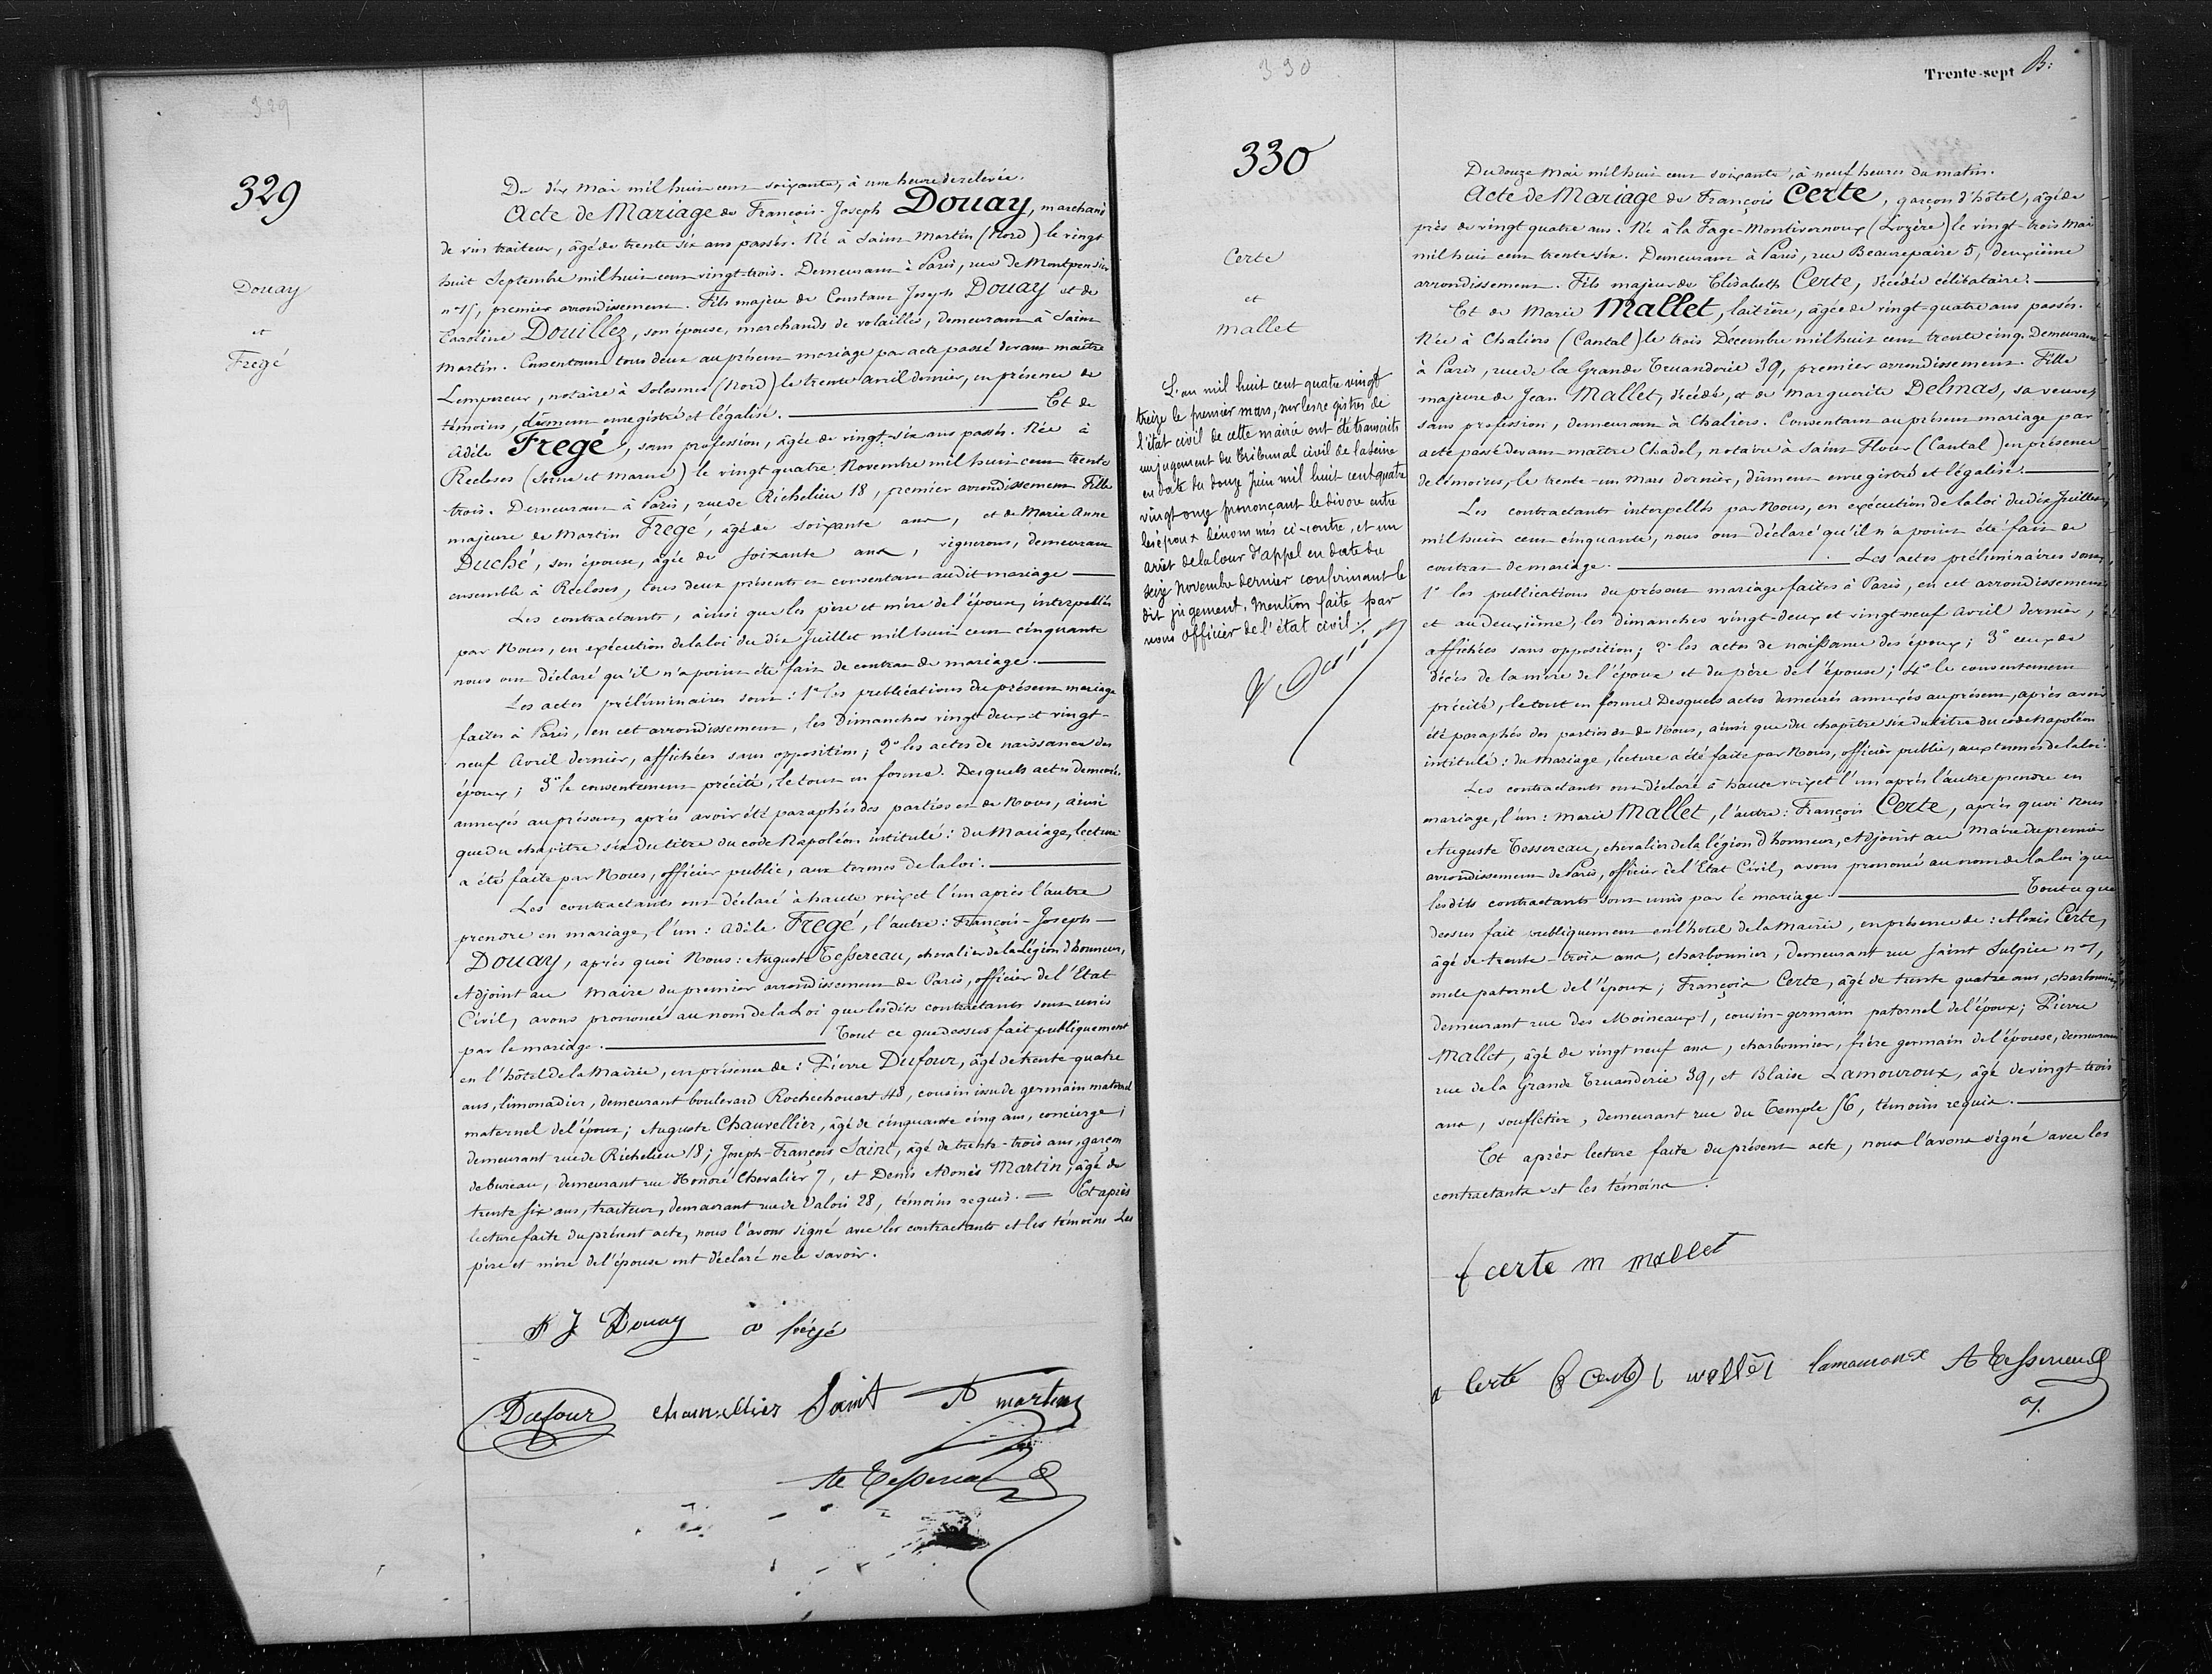 329
329
Douay
et
Fregé
Du dix mai mil huit cent soixante, à une heure de relevée.
Acte de Mariage de François-Joseph Douay, marchand
de vin traiteur, âgé de trente six ans passés. Né à Saint Martin (Nord) le vingt
huit Septembre mil huit cent vingt-trois. Demeurant à Paris, rue de Montpensier
premier arrondissement. Fils majeur de Constant Joseph Douay et de
Caroline Douillez, son épouse, marchands de volailles, demeurant à Saint
Martin. Consentant tous deux au présent mariage par acte passé devant maître
Lempereur, notaire à Solesmes (Nord) le trente avril dernier, en présence de
témoins, dûment enregistré et légalisé. Et de
Adèle Fregé, sans profession, âgée de vingt-six ans passés. Née à
Recloses (Seine et Marne) le vingt quatre Novembre mil huit cent trente
trois. Demeurant à Paris, rue de Richelieu 18, premier arrondissement Fille
majeure de Martin Fregé, âgé de soixante ans, et de Marie Anne
Duché, son épouse, âgée de soixante ans, vignerons, demeurant
ensemble à Recloses, tous deux présents et consentant audit mariage
Les contractants, ainsi que les père et mère de l'épouse, interpellés
par Nous, en exécution de la loi du dix Juillet mil huit cent cinquante
nous ont déclaré qu'il n'a point été fait de contrat de mariage.
Les actes préliminaires sont : 1° les publications du présent mariage
faites à Paris, en cet arrondissement, les Dimanches vingt deux et vingt-
neuf Avril dernier, affichées sans opposition ; 2° les actes de naissance des
époux ; 3° le consentement précité, le tout en forme. Desquels actes demeurés
annexés au présent, après avoir été paraphés des parties et de Nous, ainsi
que du chapitre six du titre du code Napoléon intitulé : du Mariage, lecture
a été faite par Nous, officier public, aux termes de la loi.
Les contractants ont déclaré à haute voix et l'un après l'autre
prendre en mariage, l'un : Adèle Fregé, l'autre : François-Joseph
Douay, après quoi Nous : Auguste Tessereau, chevalier de la Légion d'honneur,
Adjoint au Maire du premier arrondissement de Paris, officier de l'Etat
Civil, avons prononcé au nom de la Loi que lesdits contractants sont unis
par le mariage. Tout ce que dessus fait publiquement
en l'hôtel de la Mairie, en présence de : Pierre Dufour, âgé de trente-quatre
ans, limonadier, demeurant boulevard Rochechouart 48, cousin issu de germain maternel
maternel de l'époux ; Auguste Chauvellier, âgé de cinquante cinq ans, concierge ;
demeurant rue de Richelieu 18 ; Joseph-François Saint, âgé de trente-trois ans, garçon
de bureau, demeurant rue Honoré Chevalier 7, et Denis Adonis Martin, âgé de
trente six ans, traiteur, demeurant rue de Valois 28, témoins requis. = Et après
lecture faite du présent acte, nous l'avons signé avec les contractants et les témoins Les
père et mère de l'épouse ont déclaré ne le savoir.
F J Douay a frégé
Dufour chauvellier Saint A martin
Ate Tessereau
330
Trente-sept
330
Certe
et
Mallet
L'an mil huit cent quatre vingt
treize le premier mars, sur les registres de
l'état civil de cette mairie ont été transcrits
un jugement du Tribunal civil de la Seine
en date du douze Juin mil huit cent quatre
vingt onze prononçant le divorce entre
les époux dénommés ci-contre, et un
arrêt de la Cour d'appel en date du
seize Novembre dernier confirmant le
dit jugement. Mention faite par
nous officier de l'état civil
Du douze Mai mil huit cent soixante, à neuf heures du matin.
Acte de Mariage de François Certe, garçon d'hôtel, âgé de
près de vingt quatre ans. Né à la Fage-Montivernoux (Lozère) le vingt-trois Mai
mil huit cent trente six. Demeurant à Paris, rue Beaurepaire 5, deuxième
arrondissement. Fils majeur de Elisabeth Certe, décédée célibataire.
Et de Marie Mallet, laitière, âgée de vingt-quatre ans passés.
Née à Chaliers (Cantal) le trois Décembre mil huit cent trente cinq. Demeurant
à Paris, rue de la Grande Truanderie 39, premier arrondissement. Fille
majeure de Jean Mallet, décédé, et de Marguerite Delmas, sa veuve,
sans profession, demeurant à Chaliers. Consentant au présent mariage par
acte passé devant maître Chadel, notaire à Saint Flour (Cantal) en présence
de témoins, le trente-un Mars dernier, dûment enregistré et légalisé.
Les contractants interpellés par Nous, en exécution de la loi du dix Juillet
mil huit cent cinquante, nous ont déclaré qu'il n'a point été fait de
contrat de mariage. Les actes préliminaires sont
1° les publications du présent mariage faites à Paris, en cet arrondissement
et au deuxième, les dimanches vingt-deux et vingt neuf Avril dernier,
affichées sans opposition ; 2° les actes de naissance des époux ; 3° ceux de
décès de la mère de l'époux et du père de l'épouse ; 4° le consentement
précité, le tout en forme. Desquels actes demeurés annexés au présent, après avoir
été paraphés des parties et de Nous, ainsi que du chapitre six du titre du code Napoléon
intitulé : du Mariage, lecture a été faite par Nous, officier public, aux termes de la loi.
Les contractants ont déclaré à haute voix et l'un après l'autre prendre en
mariage, l'un : Marie Mallet, l'autre : François Certe, après quoi Nous
Auguste Tessereau, chevalier de la légion d'honneur, Adjoint au Maire du premier
arrondissement de Paris, officier de l'Etat Civil, avons prononcé au nom de la loi que
lesdits contractants sont unis par le mariage. Tout ce que
dessus fait publiquement en l'hôtel de la Mairie, en présence de : Alexis Certe,
âgé de trente-trois ans, charbonnier, demeurant rue Saint Sulpice
oncle paternel de l'époux ; François Certe, âgé de trente quatre ans, charbonnier,
demeurant rue des Moineaux 1, cousin-germain paternel de l'époux ; Pierre
Mallet, âgé de vingt neuf ans, charbonnier, frère germain de l'épouse, demeurant
rue de la Grande Truanderie 39, et Blaise Lamouroux, âgé de vingt-trois
ans, souffletier, demeurant rue du Temple 56, témoins requis.
Et après lecture faite du présent acte, nous l'avons signé avec les
contractants et les témoins.
f certe m mallet
a Certe f Certe mallet lamouroux Ate Tessereau